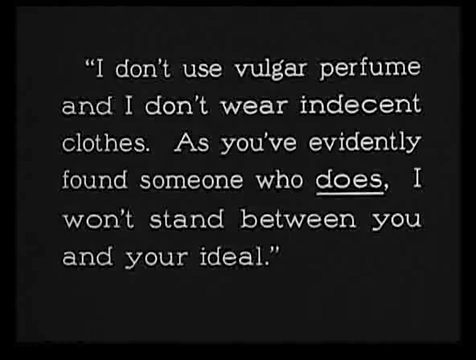 “I don't use vulgar perfume
and I don't wear indecent
clothes. As you've evidently
found someone who does, I
won't stand between you
and your ideal.”